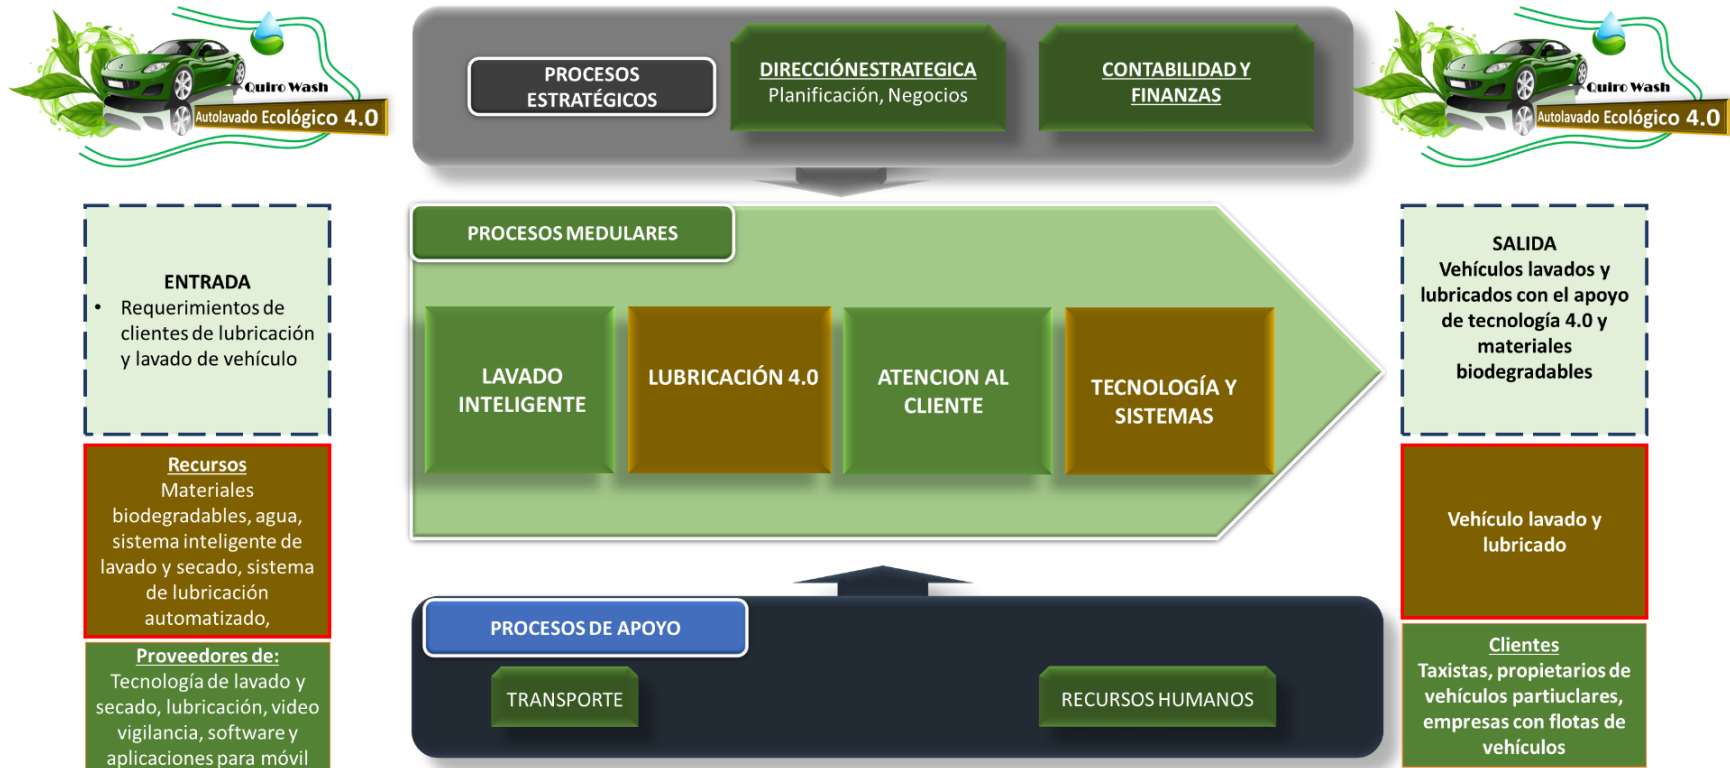 Quiro Wash
Autolavado Ecológico 4.0
PROCESOS
ESTRATÉGICOS
DIRECCIÓNESTRATEGICA
Planificación, Negocios
CONTABILIDAD Y
FINANZAS
Quiro Wash
Autolavado Ecológico 4.0
ENTRADA
• Requerimientos de
clientes de lubricación
y lavado de vehículo
Recursos
Materiales
biodegradables, agua,
sistema inteligente de
lavado y secado, sistema
de lubricación
automatizado,
Proveedores de:
Tecnología de lavado y
secado, lubricación, video
vigilancia, software y
aplicaciones para móvil
PROCESOS MEDULARES
LAVADO
INTELIGENTE
LUBRICACIÓN 4.0
ATENCION AL
CLIENTE
TECNOLOGÍA Y
SISTEMAS
PROCESOS DE APOYO
TRANSPORTE
RECURSOS HUMANOS
SALIDA
Vehículos lavados y
lubricados con el apoyo
de tecnología 4.0 y
materiales
biodegradables
Vehículo lavado y
lubricado
Clientes
Taxistas, propietarios de
vehículos partiuclares,
empresas con flotas de
vehículos